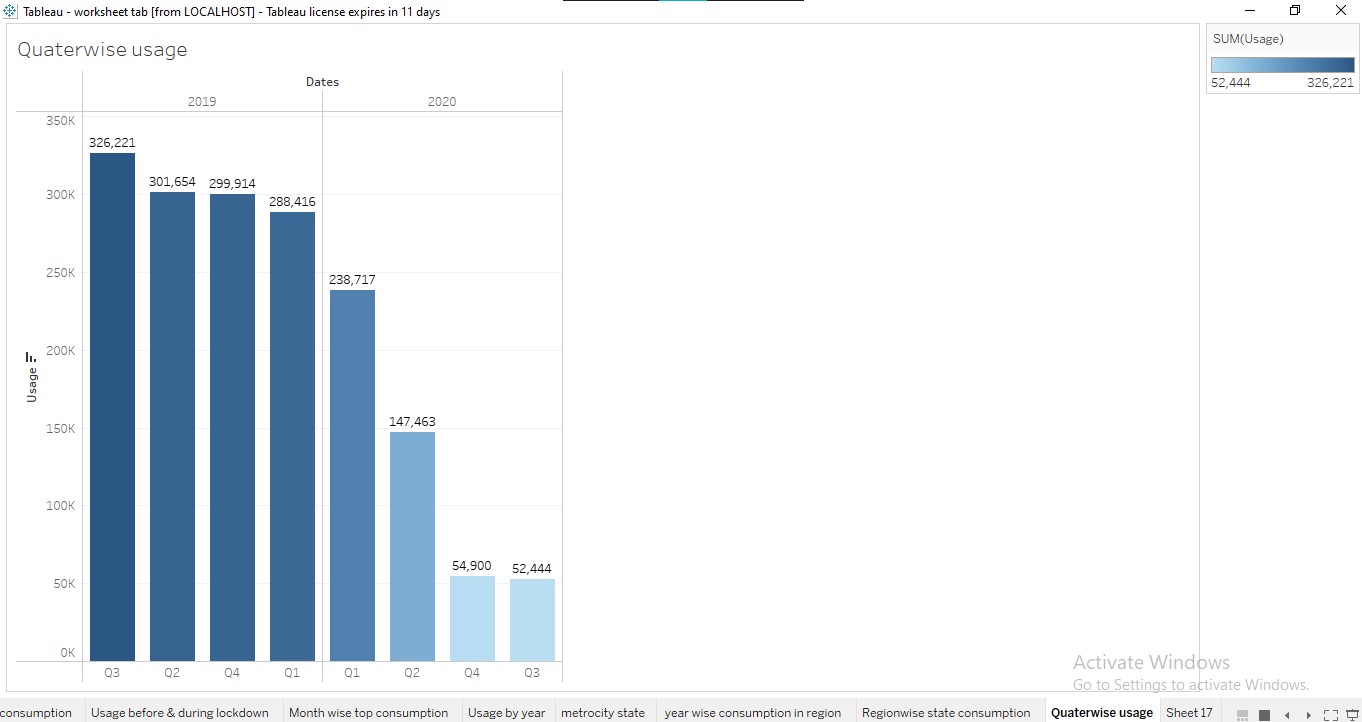 Tableau - worksheet tab [from LOCALHOST] - Tableau license expires in 11 days
Quaterwise usage
SUM(Usage)
52,444 326,221
Dates
2019 2020
350K
300K
250K
200K
150K
100K
50K
0K
Usage
326,221
301,654 299,914
288,416
238,717
147,463
54,900 52,444
Q3 Q2 Q4 Q1 Q1 Q2 Q4 Q3
Activate Windows
Go to Settings to activate Windows.
consumption Usage before & during lockdown Month wise top consumption Usage by year metrocity state year wise consumption in region Regionwise state consumption Quaterwise usage Sheet 17